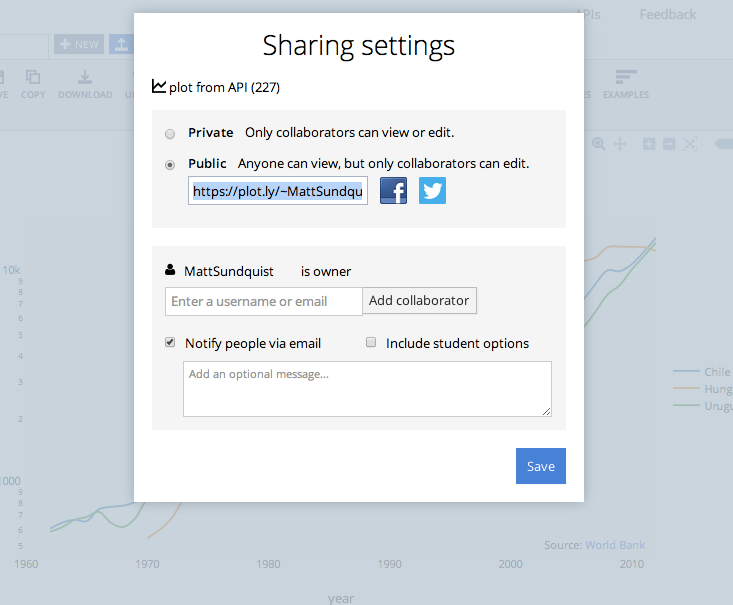 APIs Feedback
NEW
COPY DOWNLOAD EXAMPLES
Sharing settings
plot from API (227)
Private Only collaborators can view or edit.
Public Anyone can view, but only collaborators can edit.
https://plot.ly/~MattSundqu
MattSundquist is owner
Enter a username or email Add collaborator
Notify people via email Include student options
Add an optional message...
Save
10k
9
8
7
6
5
4
3
2
1000
9
8
7
6
5
Chile
Hung
Urugu
Source: World Bank
1960 1970 1980 1990 2000 2010
year